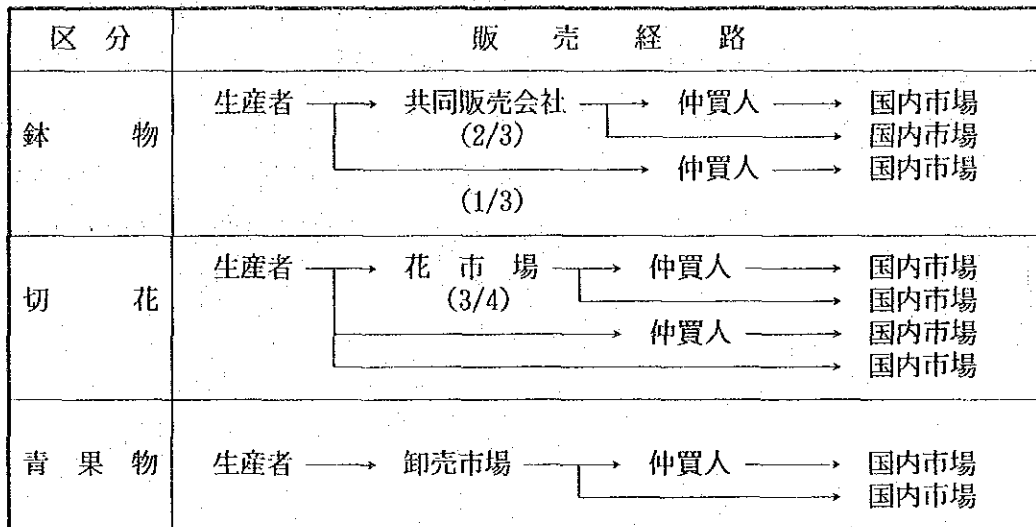 区分 販売経路
生産者 → 共同販売会社 → 仲買人 → 国内市場
鉢物 (2/3) → 国内市場
→ 仲買人 → 国内市場
(1/3)
生産者 → 花市場 → 仲買人 → 国内市場
切花 (3/4) → 国内市場
→ 仲買人 → 国内市場
→ 国内市場
青果物 生産者 → 卸売市場 → 仲買人 → 国内市場
→ 国内市場